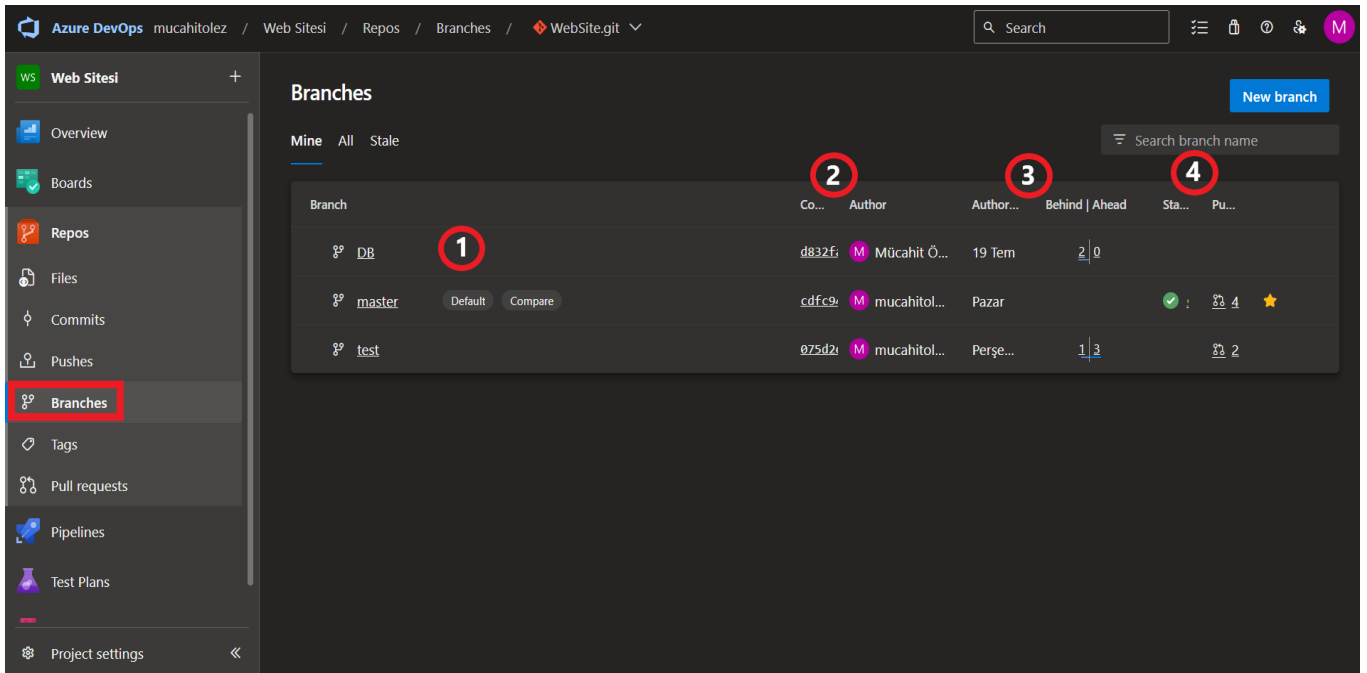 Azure DevOps mucahitolez / Web Sitesi / Repos / Branches / WebSite.git
Search
M
WS Web Sitesi +
Overview
Boards
Repos
Files
Commits
Pushes
Branches
Tags
Pull requests
Pipelines
Test Plans
Project settings
Branches
New branch
Mine All Stale
Search branch name
2 3 4
Branch Co... Author Author... Behind | Ahead Sta... Pu...
1
DB d832f M Mücahit Ö... 19 Tem 2 0
master Default Compare cdfc9 M mucahitol... Pazar 4
test 075d2 M mucahitol... Perşe... 1 3 2